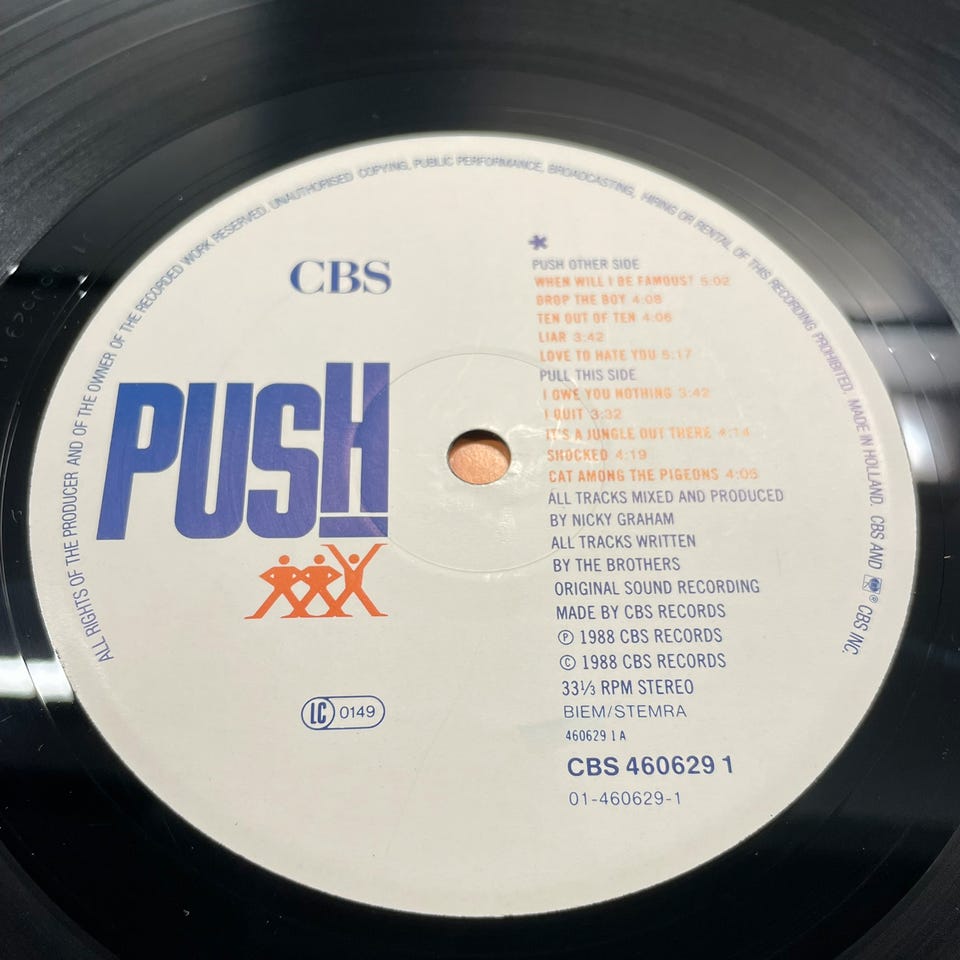 ALL RIGHTS OF THE PRODUCER AND OF THE OWNER OF THE RECORDED WORK RESERVED. UNAUTHORISED COPYING, PUBLIC PERFORMANCE, BROADCASTING, HIRING OR RENTAL OF THIS RECORDING PROHIBITED. MADE IN HOLLAND. CBS AND ® CBS INC.
CBS
PUSH
LC 0149
*
PUSH OTHER SIDE
WHEN WILL I BE FAMOUS? 5:02
DROP THE BOY 4:08
TEN OUT OF TEN 4:06
LIAR 3:42
LOVE TO HATE YOU 5:17
PULL THIS SIDE
I OWE YOU NOTHING 3:42
I QUIT 3:32
IT'S A JUNGLE OUT THERE 4:14
SHOCKED 4:19
CAT AMONG THE PIGEONS 4:06
ALL TRACKS MIXED AND PRODUCED
BY NICKY GRAHAM
ALL TRACKS WRITTEN
BY THE BROTHERS
ORIGINAL SOUND RECORDING
MADE BY CBS RECORDS
℗ 1988 CBS RECORDS
© 1988 CBS RECORDS
33⅓ RPM STEREO
BIEM/STEMRA
460629 1 A
CBS 460629 1
01-460629-1